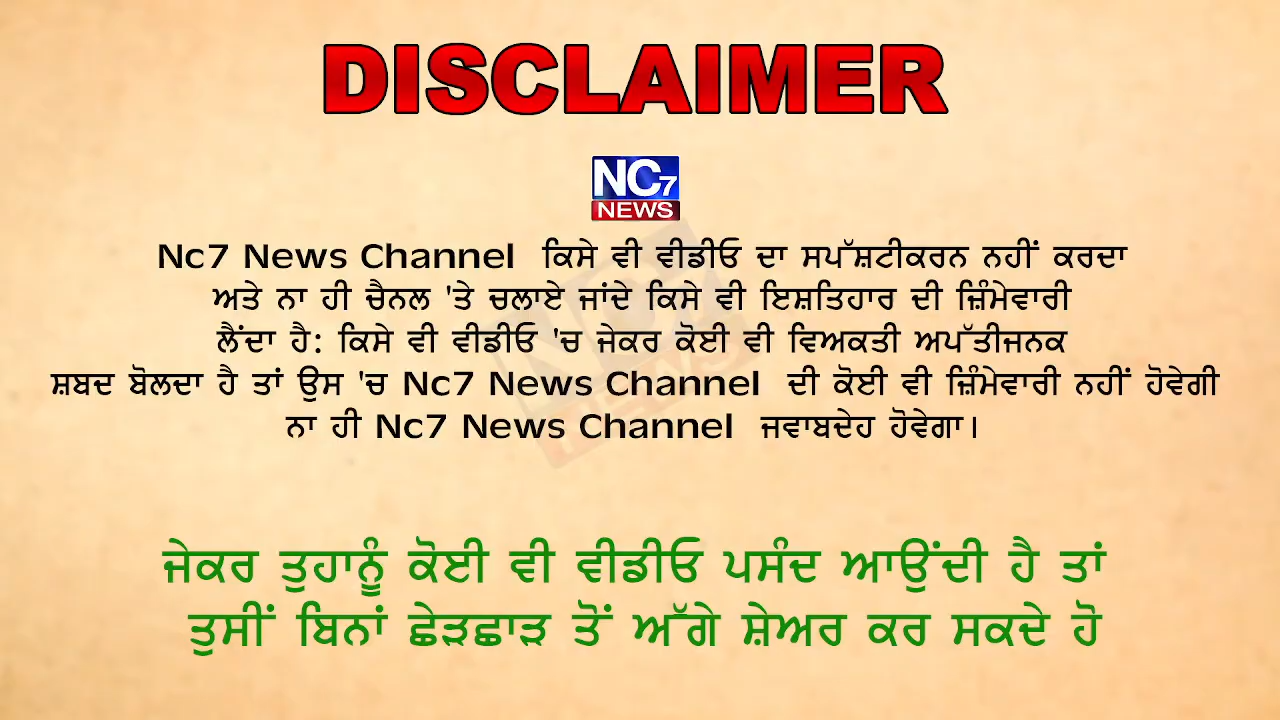 DISCLAIMER
NC7
NEWS
Nc7 News Channel ਕਿਸੇ ਵੀ ਵੀਡੀਓ ਦਾ ਸਪੱਸ਼ਟੀਕਰਨ ਨਹੀਂ ਕਰਦਾ
ਅਤੇ ਨਾ ਹੀ ਚੈਨਲ 'ਤੇ ਚਲਾਏ ਜਾਂਦੇ ਕਿਸੇ ਵੀ ਇਸ਼ਤਿਹਾਰ ਦੀ ਜ਼ਿੰਮੇਵਾਰੀ
ਲੈਂਦਾ ਹੈ: ਕਿਸੇ ਵੀ ਵੀਡੀਓ 'ਚ ਜੇਕਰ ਕੋਈ ਵੀ ਵਿਅਕਤੀ ਅਪੱਤੀਜਨਕ
ਸ਼ਬਦ ਬੋਲਦਾ ਹੈ ਤਾਂ ਉਸ 'ਚ Nc7 News Channel ਦੀ ਕੋਈ ਵੀ ਜ਼ਿੰਮੇਵਾਰੀ ਨਹੀਂ ਹੋਵੇਗੀ
ਨਾ ਹੀ Nc7 News Channel ਜਵਾਬਦੇਹ ਹੋਵੇਗਾ।
ਜੇਕਰ ਤੁਹਾਨੂੰ ਕੋਈ ਵੀ ਵੀਡੀਓ ਪਸੰਦ ਆਉਂਦੀ ਹੈ ਤਾਂ
ਤੁਸੀਂ ਬਿਨਾਂ ਛੇੜਛਾੜ ਤੋਂ ਅੱਗੇ ਸ਼ੇਅਰ ਕਰ ਸਕਦੇ ਹੋ